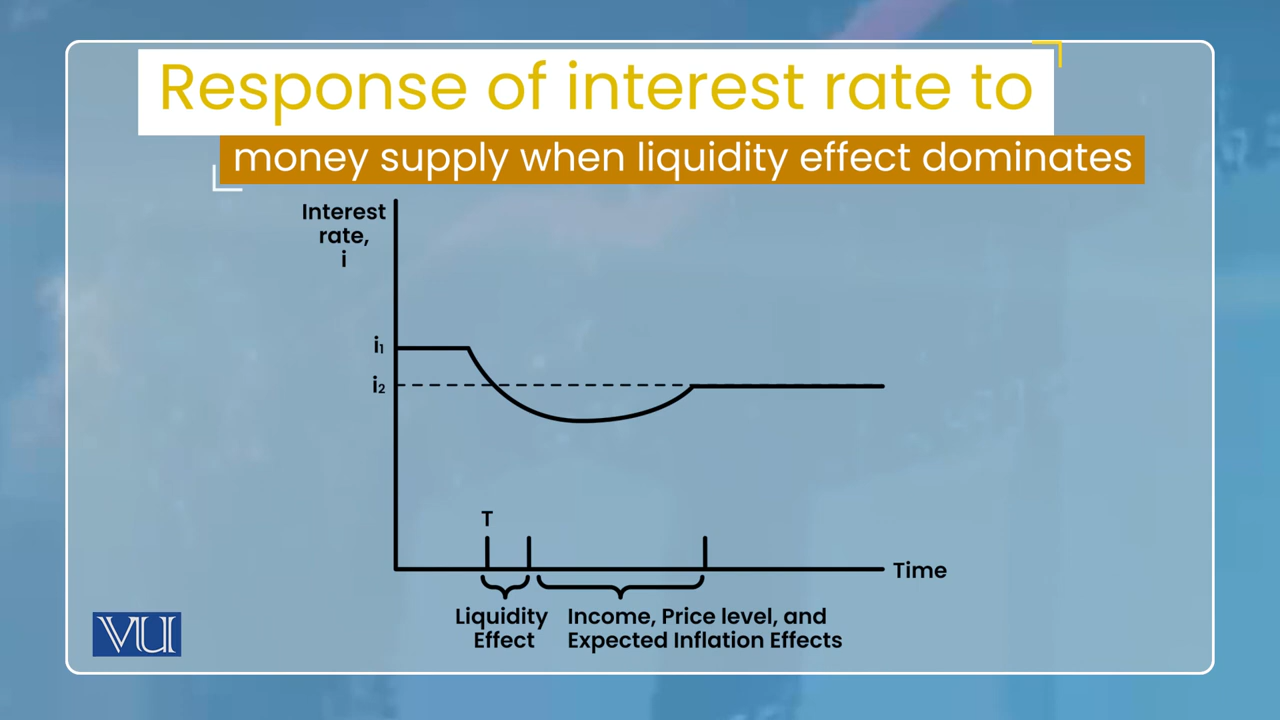 Response of interest rate to
money supply when liquidity effect dominates
Interest
rate,
i
i₁
i₂
T
Time
Liquidity
Effect
Income, Price level, and
Expected Inflation Effects
VU